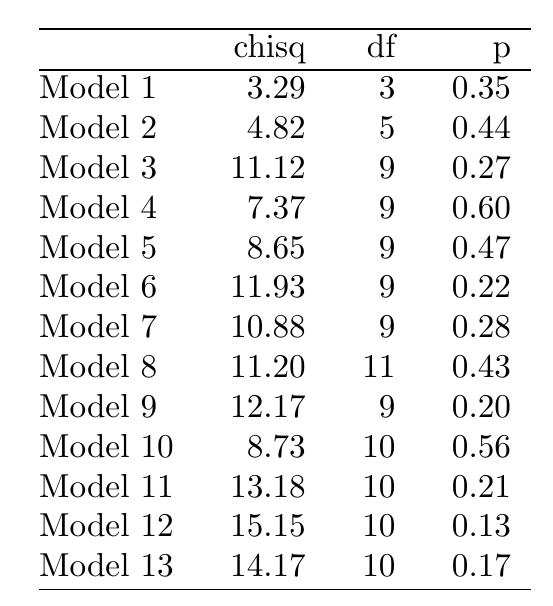 chisq df p
Model 1 3.29 3 0.35
Model 2 4.82 5 0.44
Model 3 11.12 9 0.27
Model 4 7.37 9 0.60
Model 5 8.65 9 0.47
Model 6 11.93 9 0.22
Model 7 10.88 9 0.28
Model 8 11.20 11 0.43
Model 9 12.17 9 0.20
Model 10 8.73 10 0.56
Model 11 13.18 10 0.21
Model 12 15.15 10 0.13
Model 13 14.17 10 0.17